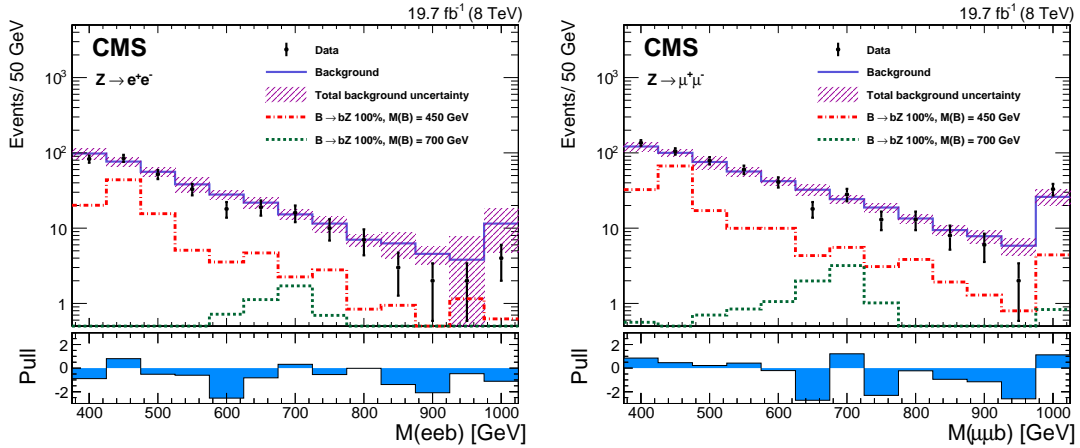 19.7 fb⁻¹ (8 TeV)
CMS
Z → e⁺e⁻
Data
Background
Total background uncertainty
B → bZ 100%, M(B) = 450 GeV
B → bZ 100%, M(B) = 700 GeV
Events/ 50 GeV
10³
10²
10
1
Pull
2
0
−2
400 500 600 700 800 900 1000
M(eeb) [GeV]
19.7 fb⁻¹ (8 TeV)
CMS
Z → μ⁺μ⁻
Data
Background
Total background uncertainty
B → bZ 100%, M(B) = 450 GeV
B → bZ 100%, M(B) = 700 GeV
Events/ 50 GeV
10³
10²
10
1
Pull
2
0
−2
400 500 600 700 800 900 1000
M(μμb) [GeV]